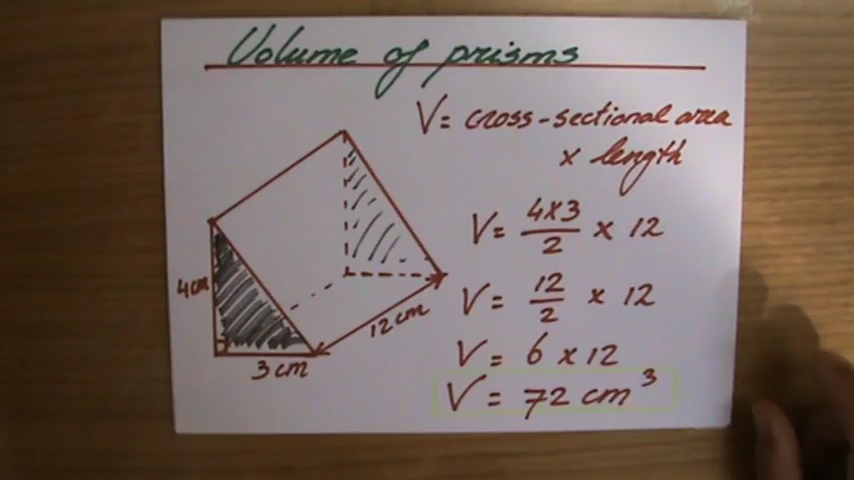 Volume of prisms
V= cross-sectional area
x length
V= 4x3/2 x 12
V= 12/2 x 12
V= 6 x 12
V= 72 cm³
4cm
3cm
12cm